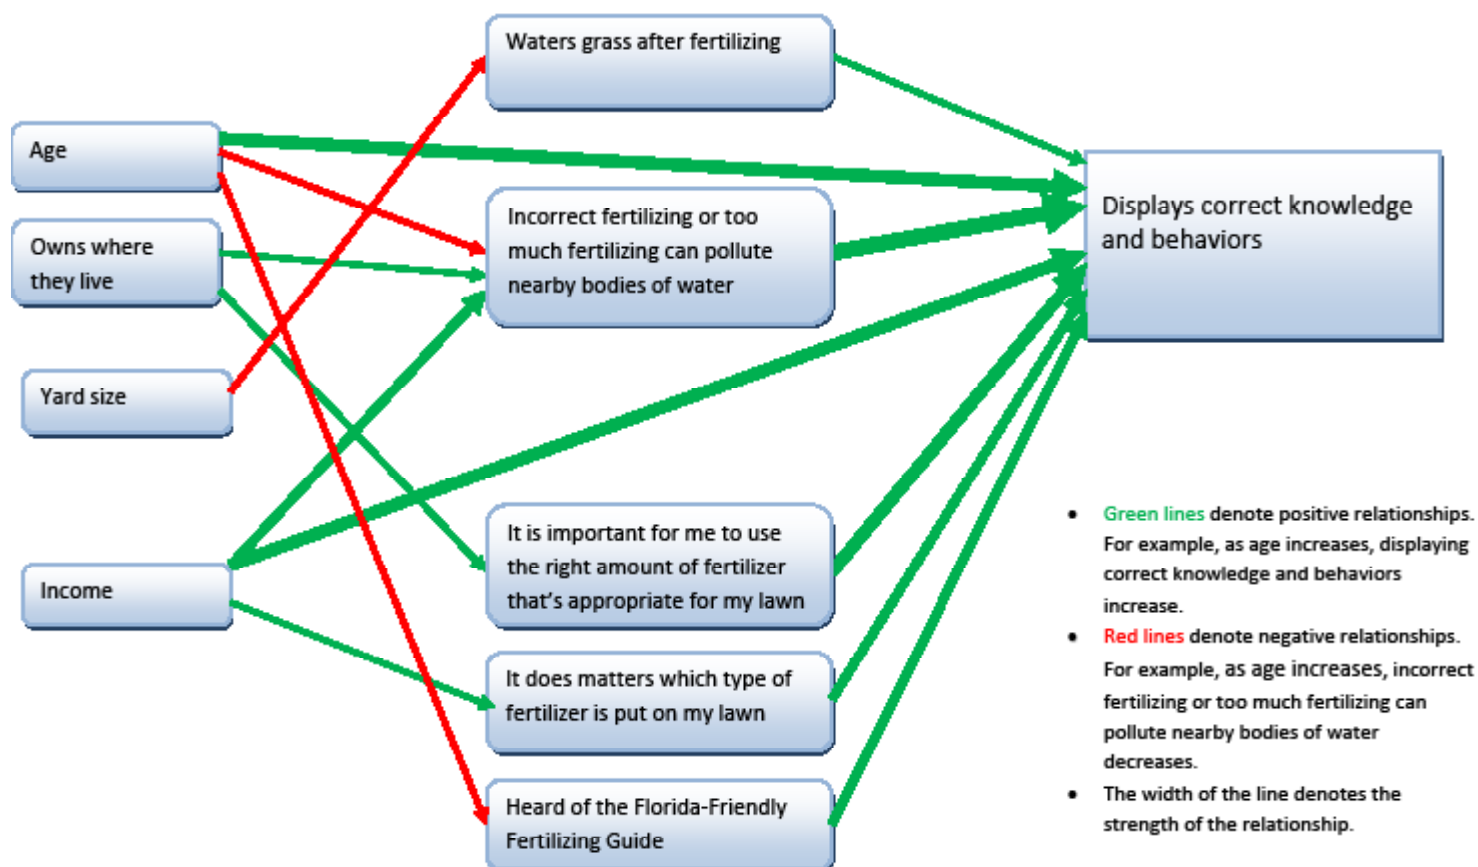 Waters grass after fertilizing
Age
Owns where
they live
Yard size
Income
Incorrect fertilizing or too
much fertilizing can pollute
nearby bodies of water
It is important for me to use
the right amount of fertilizer
that's appropriate for my lawn
It does matters which type of
fertilizer is put on my lawn
Heard of the Florida-Friendly
Fertilizing Guide
Displays correct knowledge
and behaviors
• Green lines denote positive relationships.
For example, as age increases, displaying
correct knowledge and behaviors
increase.
• Red lines denote negative relationships.
For example, as age increases, incorrect
fertilizing or too much fertilizing can
pollute nearby bodies of water
decreases.
• The width of the line denotes the
strength of the relationship.